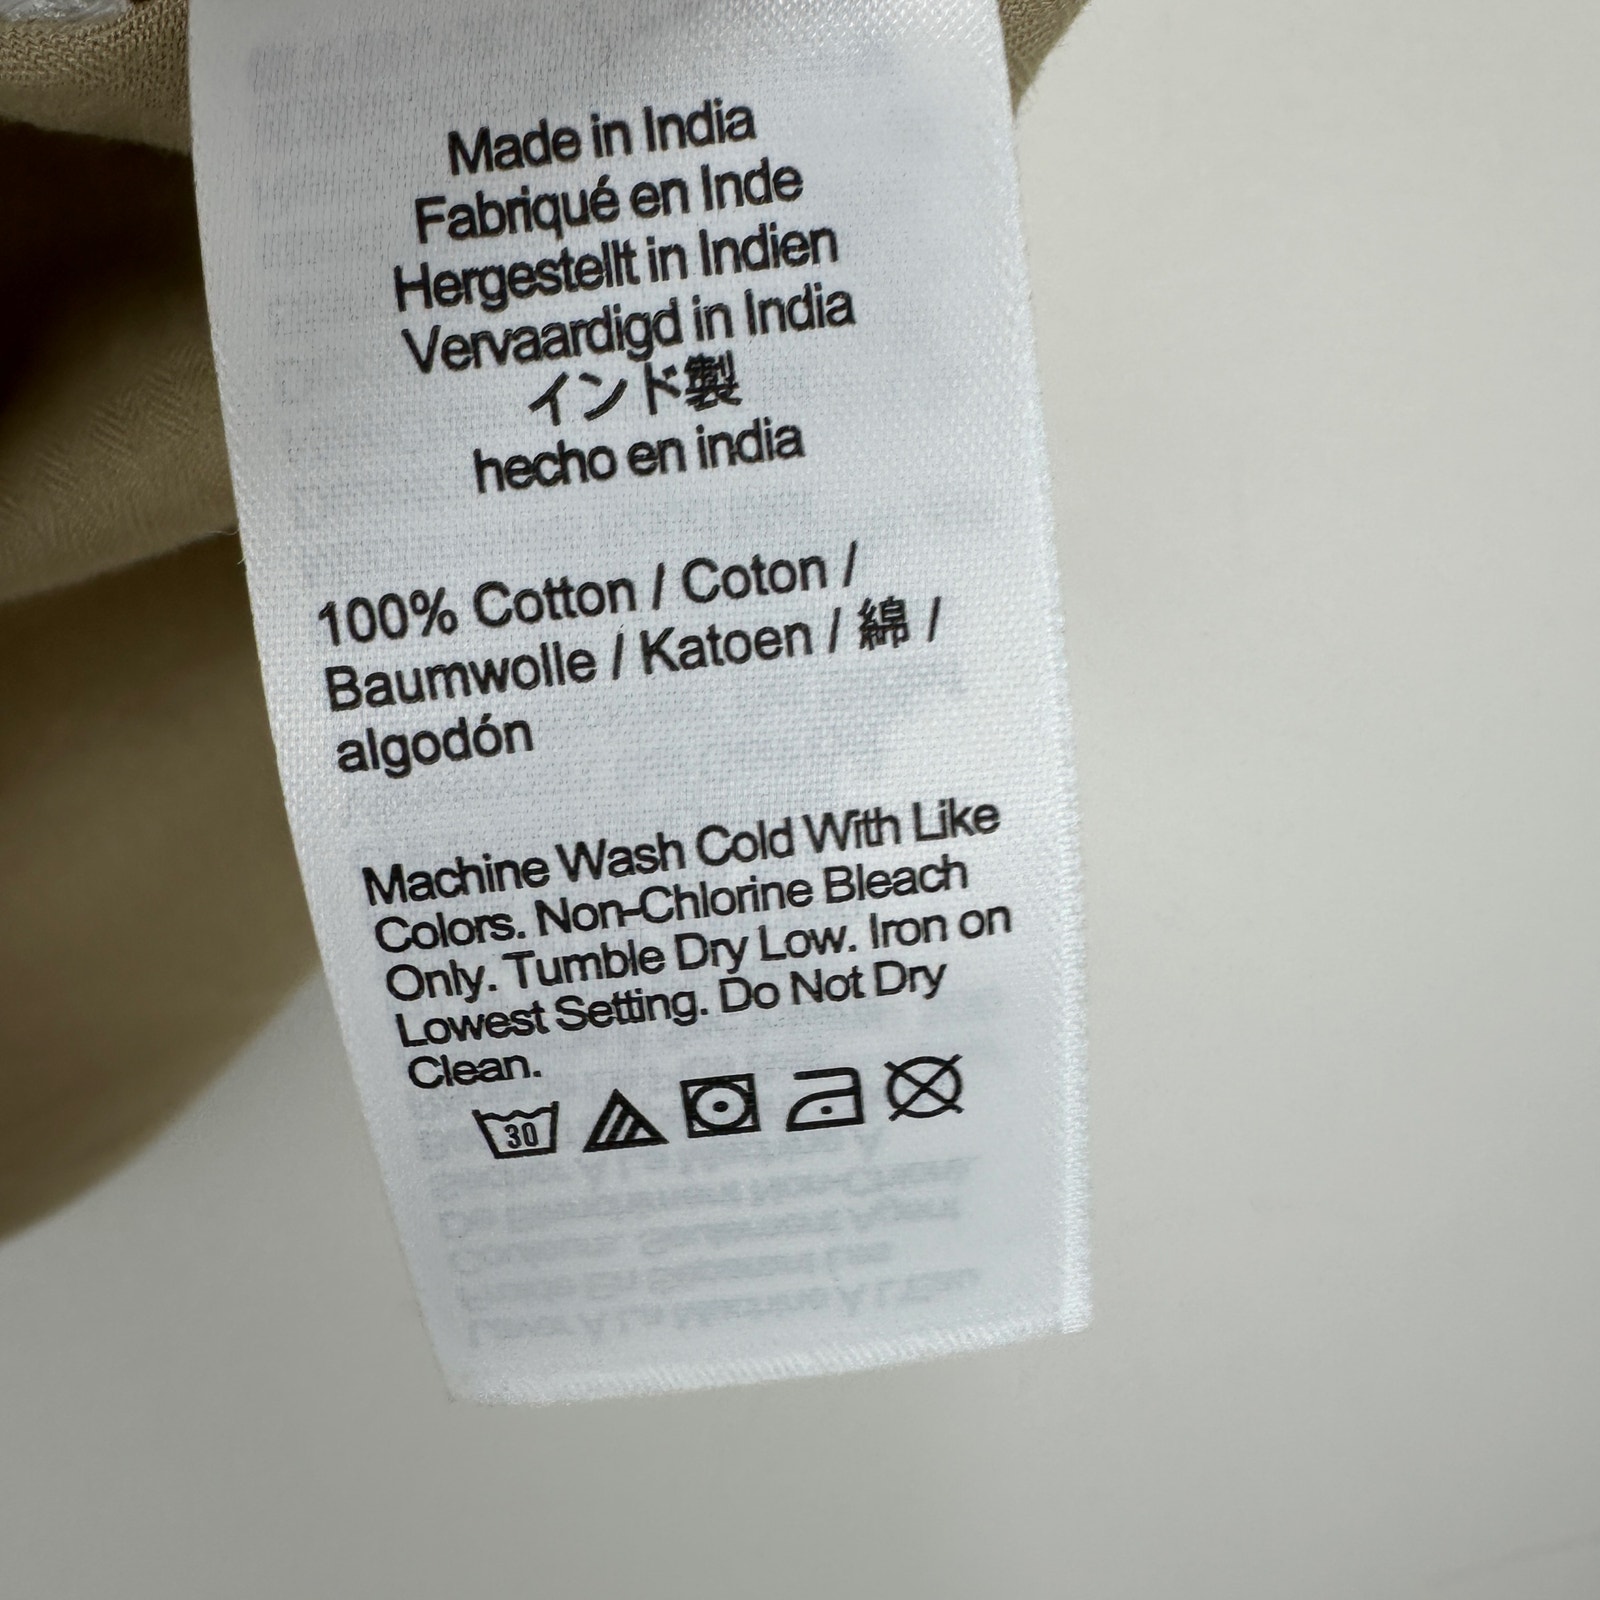 Made in India
Fabriqué en Inde
Hergestellt in Indien
Vervaardigd in India
インド製
hecho en india
100% Cotton / Coton /
Baumwolle / Katoen / 綿 /
algodón
Machine Wash Cold With Like
Colors. Non-Chlorine Bleach
Only. Tumble Dry Low. Iron on
Lowest Setting. Do Not Dry
Clean.
30